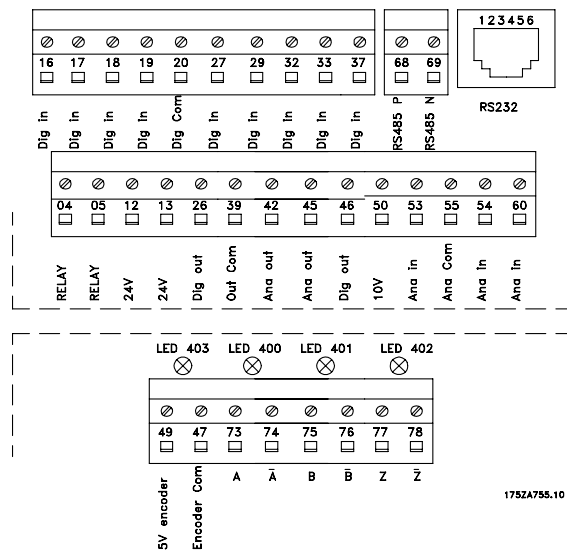 1 2 3 4 5 6
16 17 18 19 20 27 29 32 33 37 68 69
Dig in Dig in Dig in Dig in Dig Com Dig in Dig in Dig in Dig in Dig in RS485 P RS485 N RS232
04 05 12 13 26 39 42 45 46 50 53 55 54 60
RELAY RELAY 24V 24V Dig out Out Com Ana out Ana out Dig out 10V Ana in Ana Com Ana in Ana in
LED 403 LED 400 LED 401 LED 402
49 47 73 74 75 76 77 78
5V encoder Encoder Com A A̅ B B̅ Z Z̅
175ZA755.10